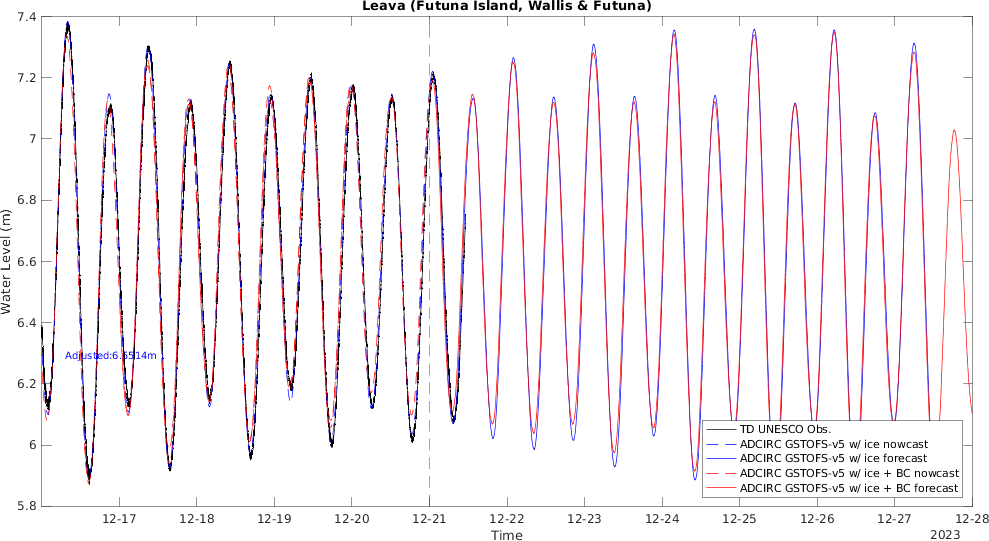 Leava (Futuna Island, Wallis & Futuna)
7.4
7.2
7
6.8
6.6
6.4
6.2
6
5.8
Water Level (m)
Adjusted:6.6514m
TD UNESCO Obs.
ADCIRC GSTOFS-v5 w/ ice nowcast
ADCIRC GSTOFS-v5 w/ ice forecast
ADCIRC GSTOFS-v5 w/ ice + BC nowcast
ADCIRC GSTOFS-v5 w/ ice + BC forecast
12-17 12-18 12-19 12-20 12-21 12-22 12-23 12-24 12-25 12-26 12-27 12-28
Time
2023